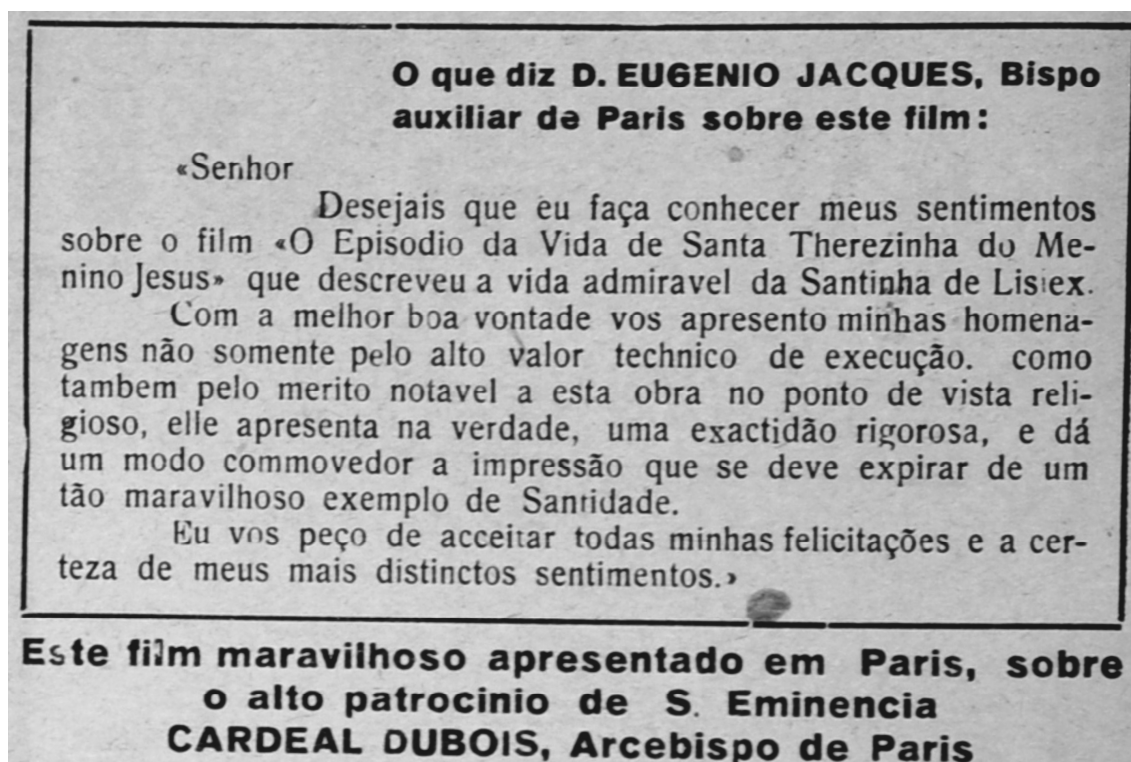 O que diz D. EUGENIO JACQUES, Bispo
auxiliar de Paris sobre este film:
«Senhor
Desejais que eu faça conhecer meus sentimentos
sobre o film «O Episodio da Vida de Santa Therezinha do Me-
nino Jesus» que descreveu a vida admiravel da Santinha de Lisiex.
Com a melhor boa vontade vos apresento minhas homena-
gens não somente pelo alto valor technico de execução. como
tambem pelo merito notavel a esta obra no ponto de vista reli-
gioso, elle apresenta na verdade, uma exactidão rigorosa, e dá
um modo commovedor a impressão que se deve expirar de um
tão maravilhoso exemplo de Santidade.
Eu vos peço de acceitar todas minhas felicitações e a cer-
teza de meus mais distinctos sentimentos.»
Este film maravilhoso apresentado em Paris, sobre
o alto patrocinio de S. Eminencia
CARDEAL DUBOIS, Arcebispo de Paris